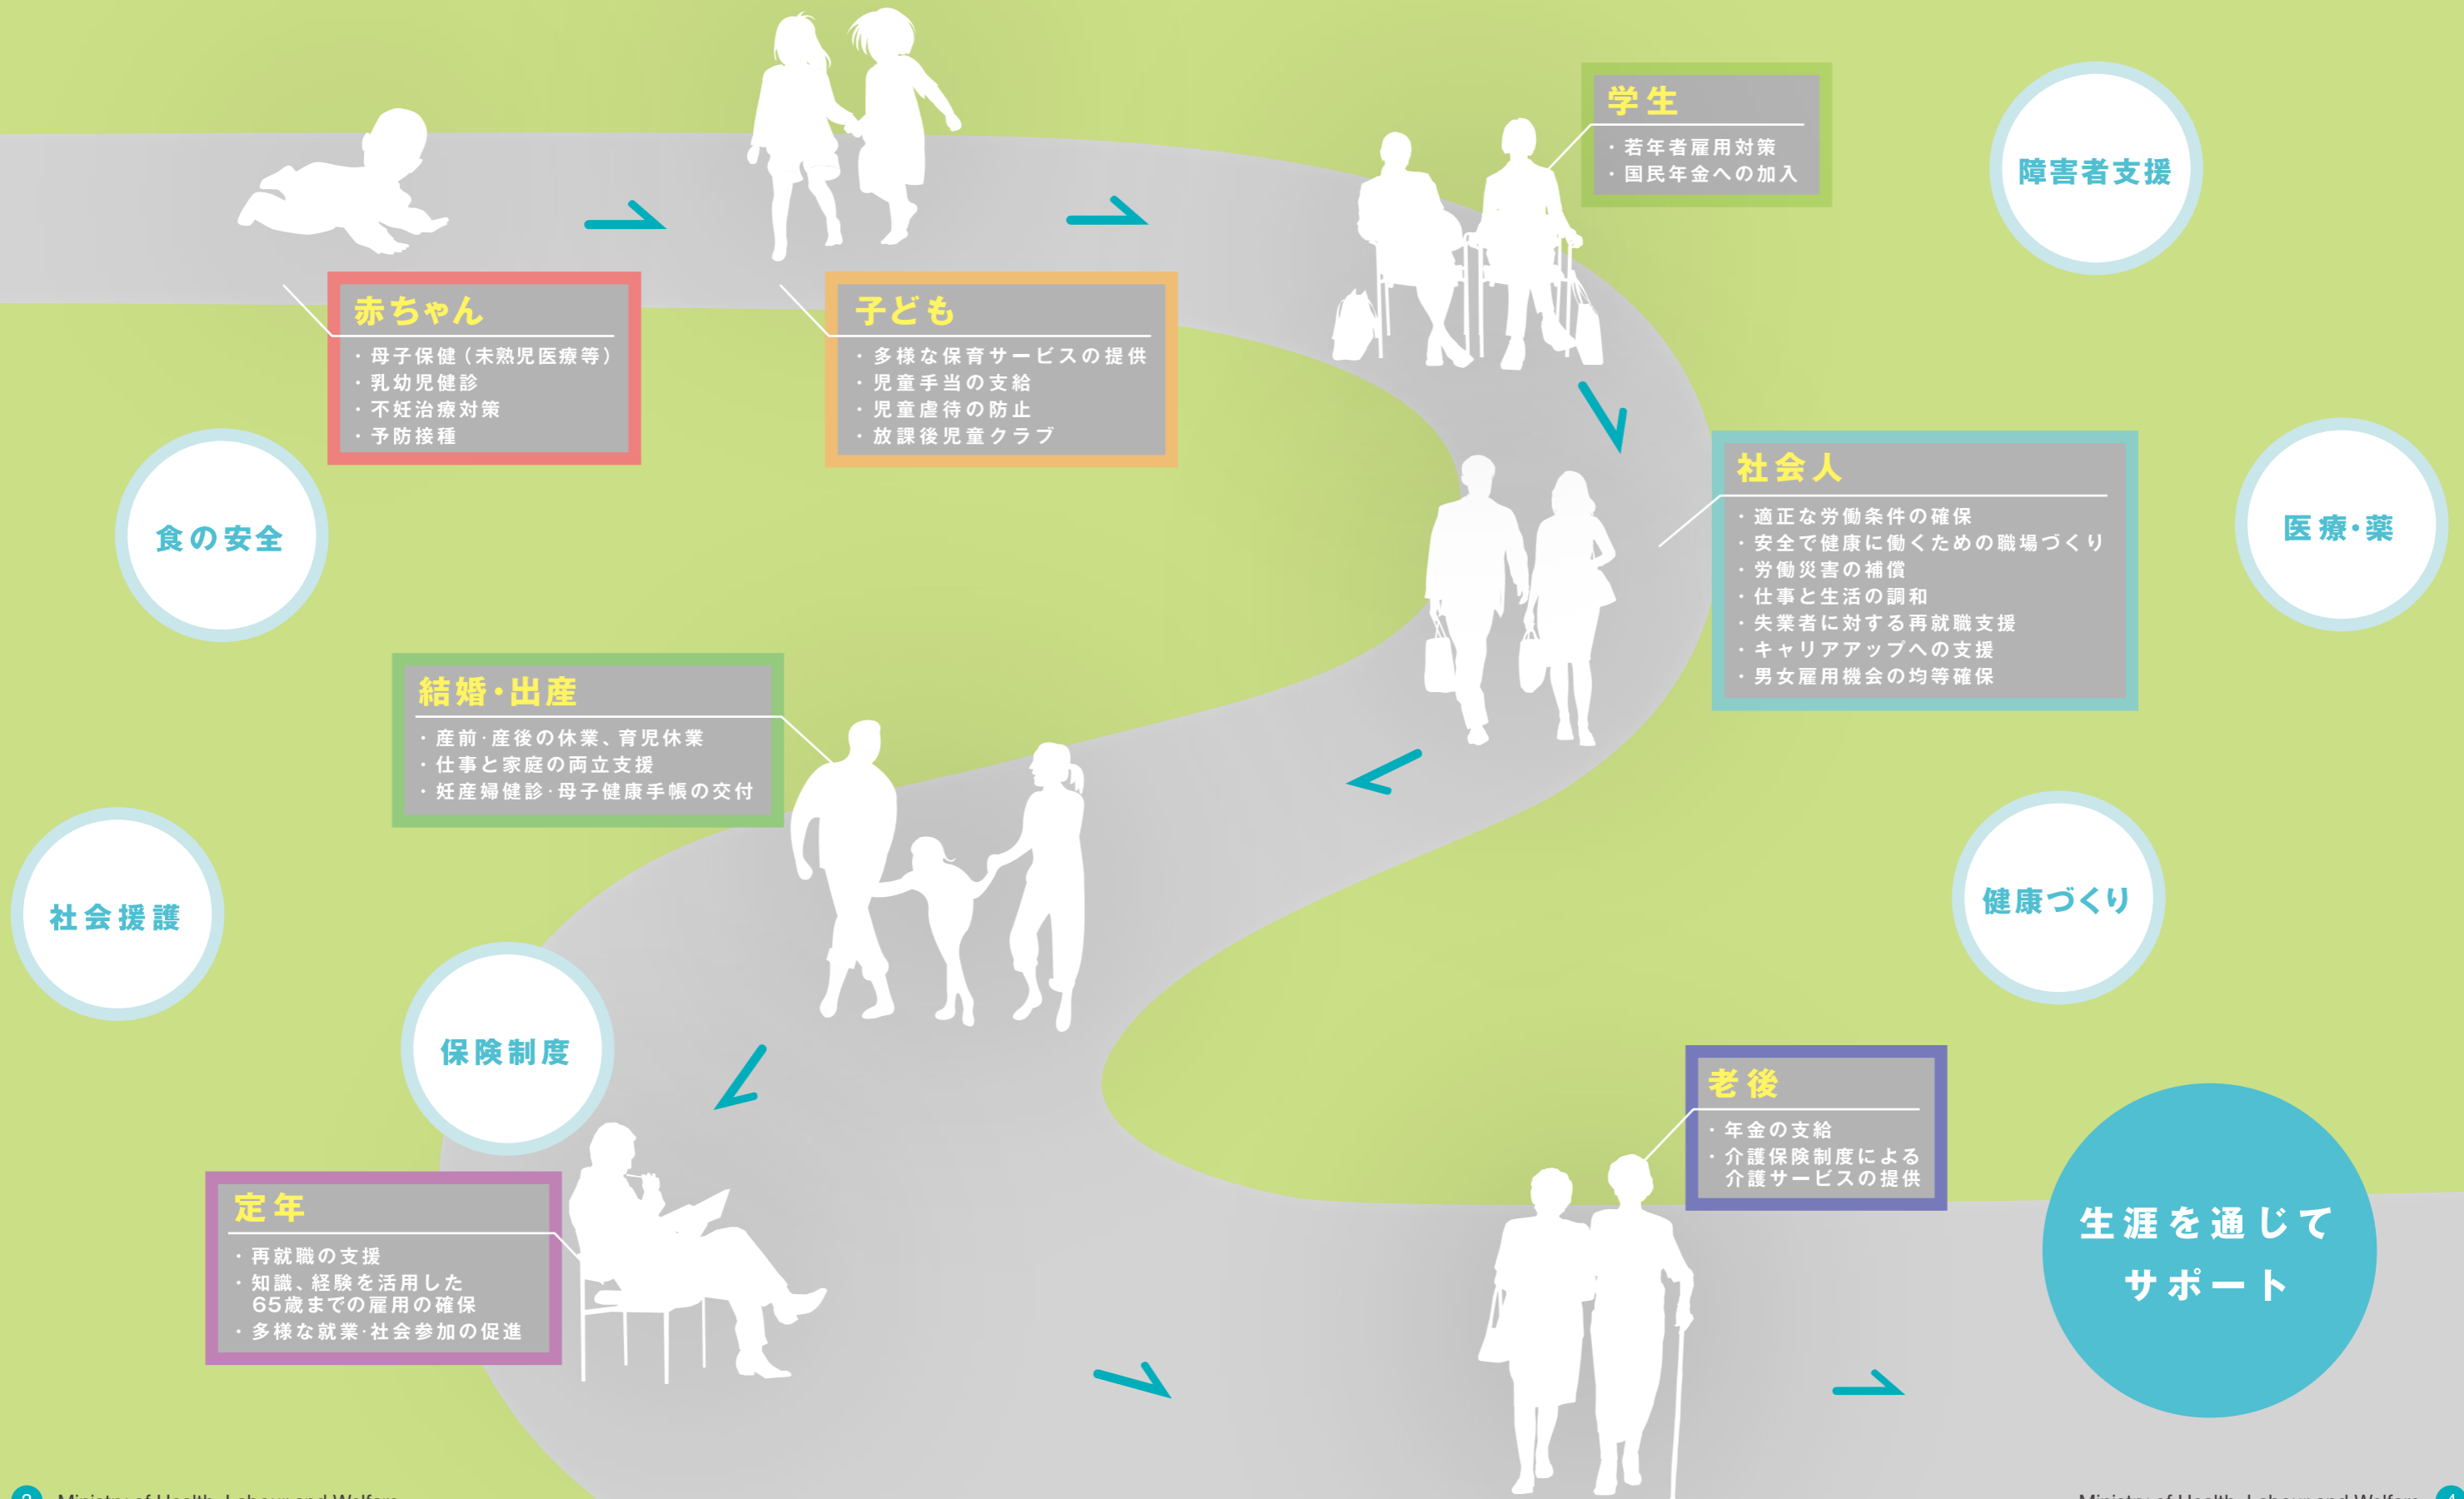 赤ちゃん
・母子保健（未熟児医療等）
・乳幼児健診
・不妊治療対策
・予防接種
子ども
・多様な保育サービスの提供
・児童手当の支給
・児童虐待の防止
・放課後児童クラブ
学生
・若年者雇用対策
・国民年金への加入
障害者支援
社会人
・適正な労働条件の確保
・安全で健康に働くための職場づくり
・労働災害の補償
・仕事と生活の調和
・失業者に対する再就職支援
・キャリアアップへの支援
・男女雇用機会の均等確保
医療・薬
食の安全
結婚・出産
・産前・産後の休業、育児休業
・仕事と家庭の両立支援
・妊産婦健診・母子健康手帳の交付
社会援護
健康づくり
保険制度
定年
・再就職の支援
・知識、経験を活用した
65歳までの雇用の確保
・多様な就業・社会参加の促進
老後
・年金の支給
・介護保険制度による
介護サービスの提供
生涯を通じて
サポート
Ministry of Health, Labour and Welfare
Ministry of Health, Labour and Welfare